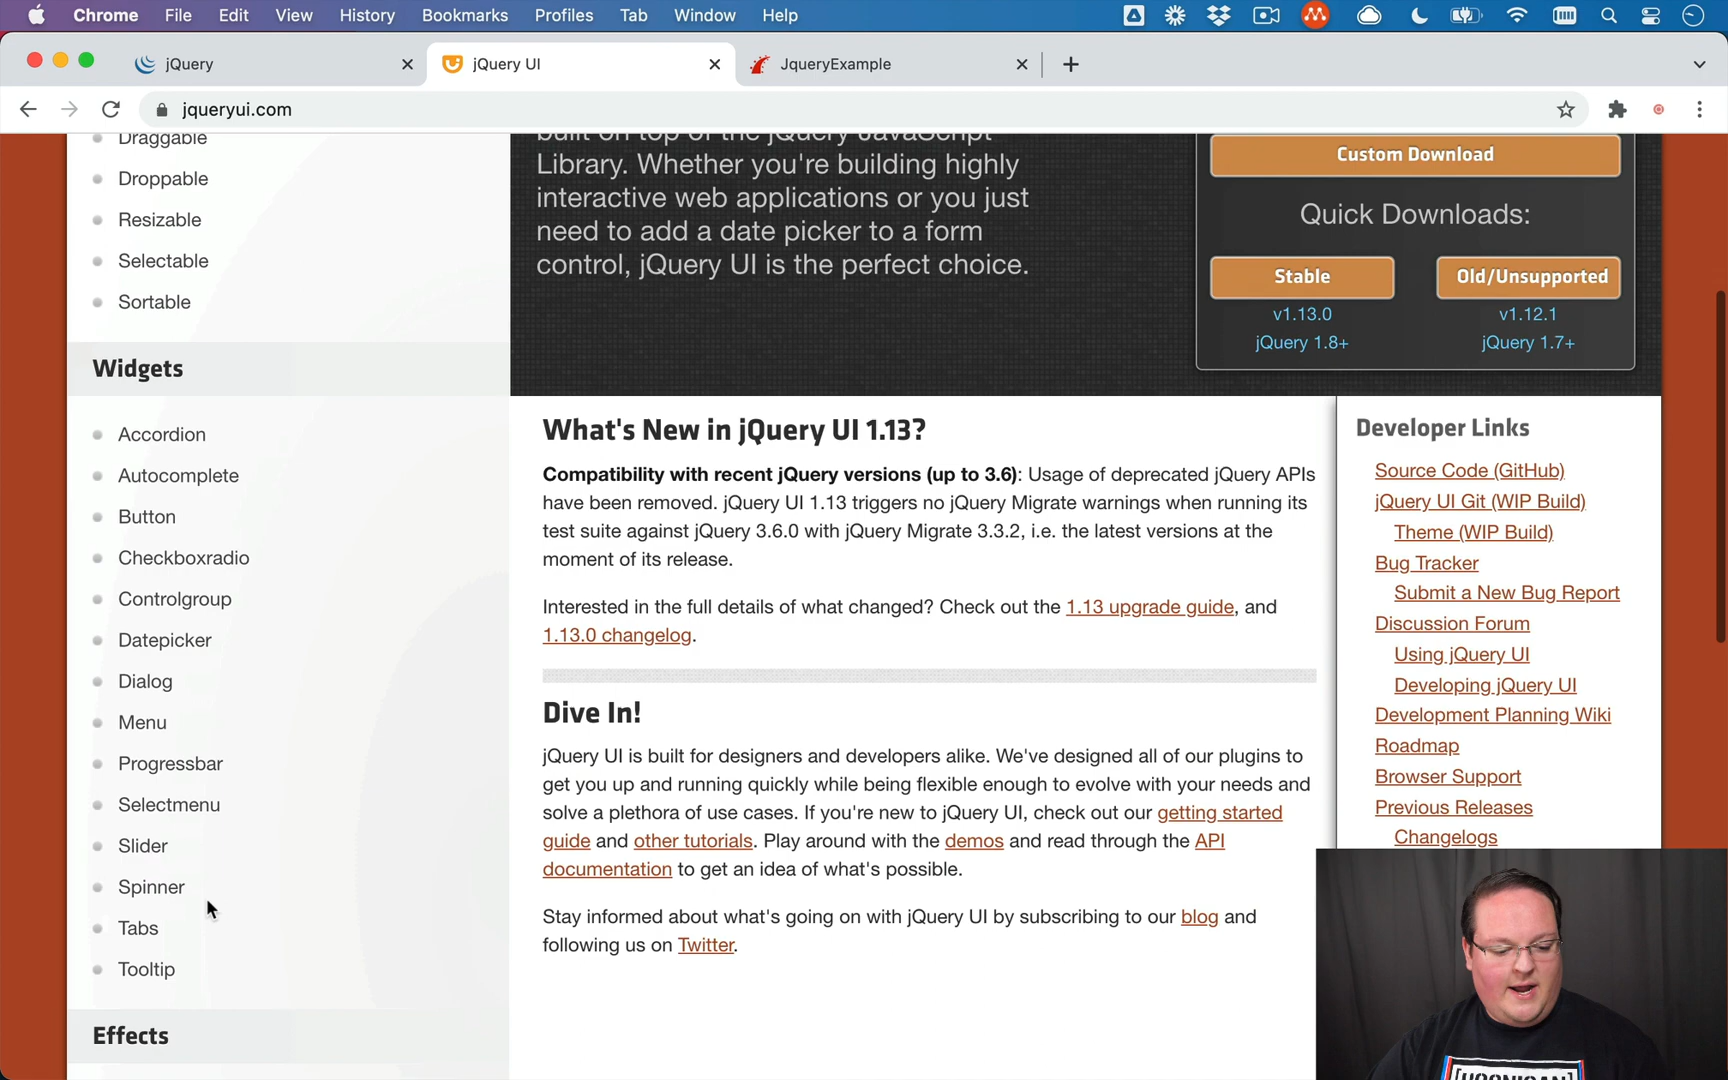 Chrome File Edit View History Bookmarks Profiles Tab Window Help
jQuery
jQuery UI
JqueryExample
jqueryui.com
Draggable
Droppable
Resizable
Selectable
Sortable
Widgets
Accordion
Autocomplete
Button
Checkboxradio
Controlgroup
Datepicker
Dialog
Menu
Progressbar
Selectmenu
Slider
Spinner
Tabs
Tooltip
Effects
built on top of the jQuery JavaScript
Library. Whether you're building highly
interactive web applications or you just
need to add a date picker to a form
control, jQuery UI is the perfect choice.
Custom Download
Quick Downloads:
Stable
v1.13.0
jQuery 1.8+
Old/Unsupported
v1.12.1
jQuery 1.7+
What's New in jQuery UI 1.13?
Compatibility with recent jQuery versions (up to 3.6): Usage of deprecated jQuery APIs
have been removed. jQuery UI 1.13 triggers no jQuery Migrate warnings when running its
test suite against jQuery 3.6.0 with jQuery Migrate 3.3.2, i.e. the latest versions at the
moment of its release.
Interested in the full details of what changed? Check out the 1.13 upgrade guide, and
1.13.0 changelog.
Dive In!
jQuery UI is built for designers and developers alike. We've designed all of our plugins to
get you up and running quickly while being flexible enough to evolve with your needs and
solve a plethora of use cases. If you're new to jQuery UI, check out our getting started
guide and other tutorials. Play around with the demos and read through the API
documentation to get an idea of what's possible.
Stay informed about what's going on with jQuery UI by subscribing to our blog and
following us on Twitter.
Developer Links
Source Code (GitHub)
jQuery UI Git (WIP Build)
Theme (WIP Build)
Bug Tracker
Submit a New Bug Report
Discussion Forum
Using jQuery UI
Developing jQuery UI
Development Planning Wiki
Roadmap
Browser Support
Previous Releases
Changelogs